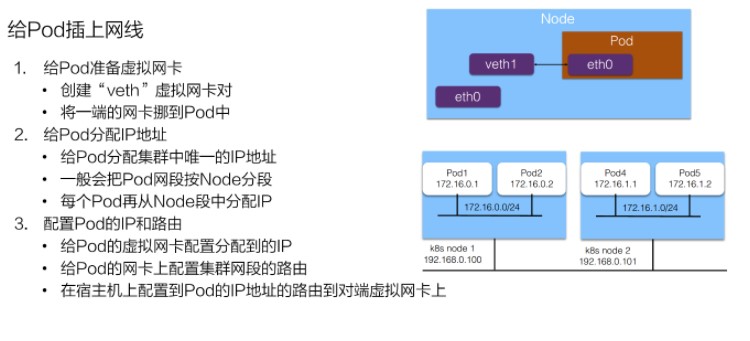 给Pod插上网线
1. 给Pod准备虚拟网卡
• 创建“veth”虚拟网卡对
• 将一端的网卡挪到Pod中
2. 给Pod分配IP地址
• 给Pod分配集群中唯一的IP地址
• 一般会把Pod网段按Node分段
• 每个Pod再从Node段中分配IP
3. 配置Pod的IP和路由
• 给Pod的虚拟网卡配置分配到的IP
• 给Pod的网卡上配置集群网段的路由
• 在宿主机上配置到Pod的IP地址的路由到对端虚拟网卡上
Node
Pod
veth1
eth0
eth0
Pod1
172.16.0.1
Pod2
172.16.0.2
172.16.0.0/24
k8s node 1
192.168.0.100
Pod4
172.16.1.1
Pod5
172.16.1.2
172.16.1.0/24
k8s node 2
192.168.0.101